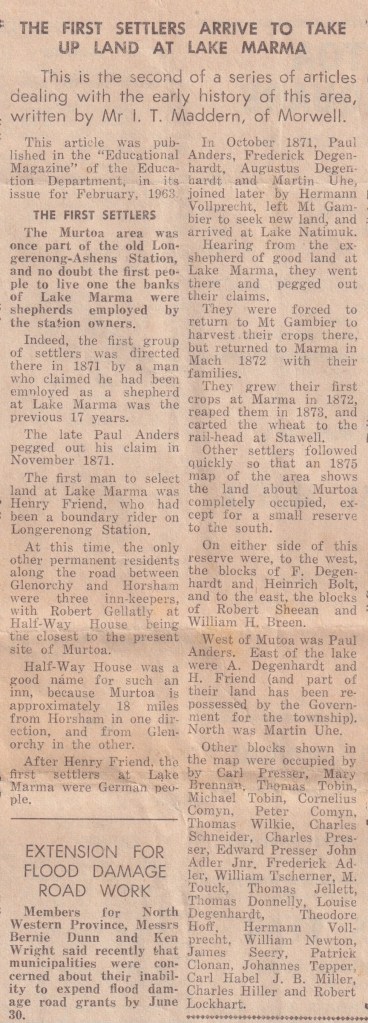 THE FIRST SETTLERS ARRIVE TO TAKE
UP LAND AT LAKE MARMA
This is the second of a series of articles
dealing with the early history of this area,
written by Mr I. T. Maddern, of Morwell.
This article was pub-
lished in the "Educational
Magazine" of the Educa-
tion Department, in its
issue for February, 1963.
THE FIRST SETTLERS
The Murtoa area was
once part of the old Lon-
gerenong-Ashens Station,
and no doubt the first peo-
ple to live one the banks
of Lake Marma were
shepherds employed by
the station owners.
Indeed, the first group
of settlers was directed
there in 1871 by a man
who claimed he had been
employed as a shepherd
at Lake Marma was the
previous 17 years.
The late Paul Anders
pegged out his claim in
November 1871.
The first man to select
land at Lake Marma was
Henry Friend, who had
been a boundary rider on
Longerenong Station.
At this time, the only
other permanent residents
along the road between
Glenorchy and Horsham
were three inn-keepers,
with Robert Gellatly at
Half-Way House being
the closest to the present
site of Murtoa.
Half-Way House was a
good name for such an
inn, because Murtoa is
approximately 18 miles
from Horsham in one dir-
ection, and from Glen-
orchy in the other.
After Henry Friend, the
first settlers at Lake
Marma were German peo-
ple.
EXTENSION FOR
FLOOD DAMAGE
ROAD WORK
Members for North
Western Province, Messrs
Bernie Dunn and Ken
Wright said recently that
municipalities were con-
cerned about their inabil-
ity to expend flood dam-
age road grants by June
30.
In October 1871, Paul
Anders, Frederick Degen-
hardt, Augustus Degen-
hardt and Martin Uhe,
joined later by Hermann
Vollprecht, left Mt Gam-
bier to seek new land, and
arrived at Lake Natimuk.
Hearing from the ex-
shepherd of good land at
Lake Marma, they went
there and pegged out
their claims.
They were forced to
return to Mt Gambier to
harvest their crops there,
but returned to Marma in
Mach 1872 with their
families.
They grew their first
crops at Marma in 1872,
reaped them in 1873, and
carted the wheat to the
rail-head at Stawell.
Other settlers followed
quickly so that an 1875
map of the area shows
the land about Murtoa
completely occupied, ex-
cept for a small reserve
to the south.
On either side of this
reserve were, to the west,
the blocks of F. Degen-
hardt and Heinrich Bolt,
and to the east, the blocks
of Robert Sheean and
William H. Breen.
West of Mutoa was Paul
Anders. East of the lake
were A. Degenhardt and
H. Friend (and part of
their land has been re-
possessed by the Govern-
ment for the township).
North was Martin Uhe.
Other blocks shown in
the map were occupied by
by Carl Presser, Mary
Brennan, Thomas Tobin,
Michael Tobin, Cornelius
Comyn, Peter Comyn,
Thomas Wilkie, Charles
Schneider, Charles Pres-
ser, Edward Presser John
Adler Jnr. Frederick Ad-
ler, William Tscherner, M.
Touck, Thomas Jellett,
Thomas Donnelly, Louise
Degenhardt, Theodore
Hoff, Hermann Voll-
precht, William Newton,
James Seery, Patrick
Clonan, Johannes Tepper,
Carl Habel J. B. Miller,
Charles Hiller and Robert
Lockhart.